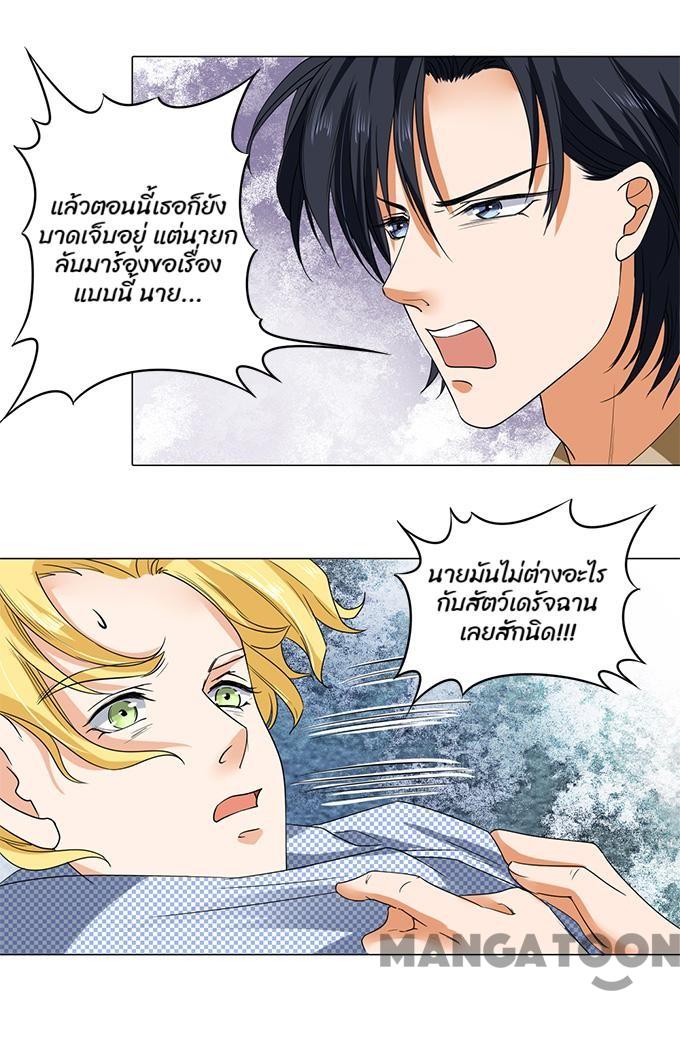 แล้วตอนนี้เธอก็ยัง
บาดเจ็บอยู่ แต่นายก
ลับมาร้องขอเรื่อง
แบบนี้ นาย...
นายมันไม่ต่างอะไร
กับสัตว์เดรัจฉาน
เลยสักนิด!!!
MANGATOON